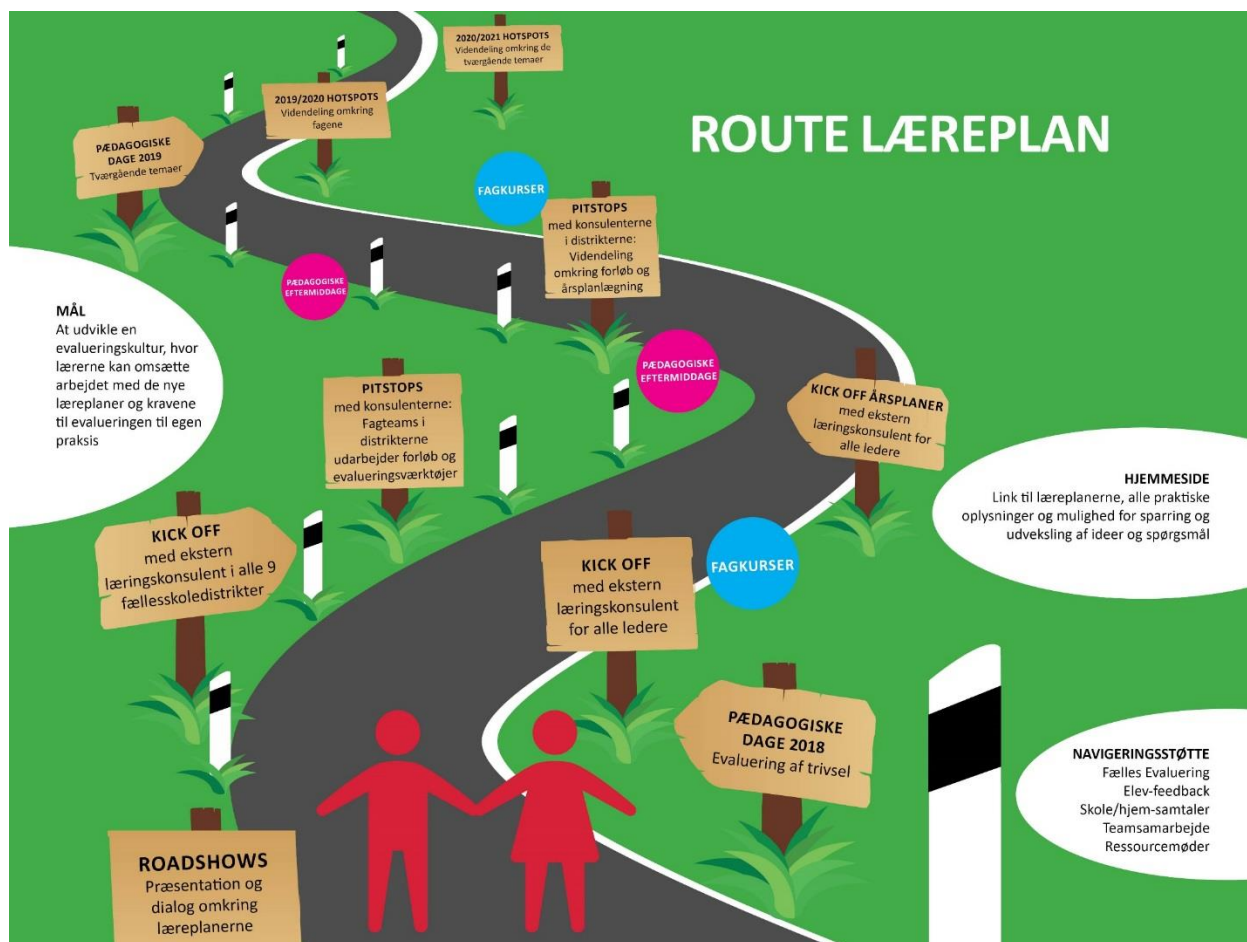 2020/2021 HOTSPOTS
Videndeling omkring de
tværgående temaer
2019/2020 HOTSPOTS
Videndeling omkring
fagene
PÆDAGOGISKE
DAGE 2019
Tværgående temaer
ROUTE LÆREPLAN
FAGKURSER
PITSTOPS
med konsulenterne
i distrikterne:
Videndeling
omkring forløb og
årsplanlægning
PÆDAGOGISKE
EFTERMIDDAGE
MÅL
At udvikle en
evalueringskultur, hvor
lærerne kan omsætte
arbejdet med de nye
læreplaner og kravene
til evalueringen til egen
praksis
PÆDAGOGISKE
EFTERMIDDAGE
PITSTOPS
med konsulenterne:
Fagteams i
distrikterne
udarbejder forløb og
evalueringsværktøjer
KICK OFF ÅRSPLANER
med ekstern
læringskonsulent for
alle ledere
HJEMMESIDE
Link til læreplanerne, alle praktiske
oplysninger og mulighed for sparring og
udveksling af ideer og spørgsmål
KICK OFF
med ekstern
læringskonsulent i alle 9
fællesskoledistrikter
KICK OFF
med ekstern
læringskonsulent
for alle ledere
FAGKURSER
PÆDAGOGISKE
DAGE 2018
Evaluering af trivsel
NAVIGERINGSSTØTTE
Fælles Evaluering
Elev-feedback
Skole/hjem-samtaler
Teamsamarbejde
Ressourcemøder
ROADSHOWS
Præsentation og
dialog omkring
læreplanerne